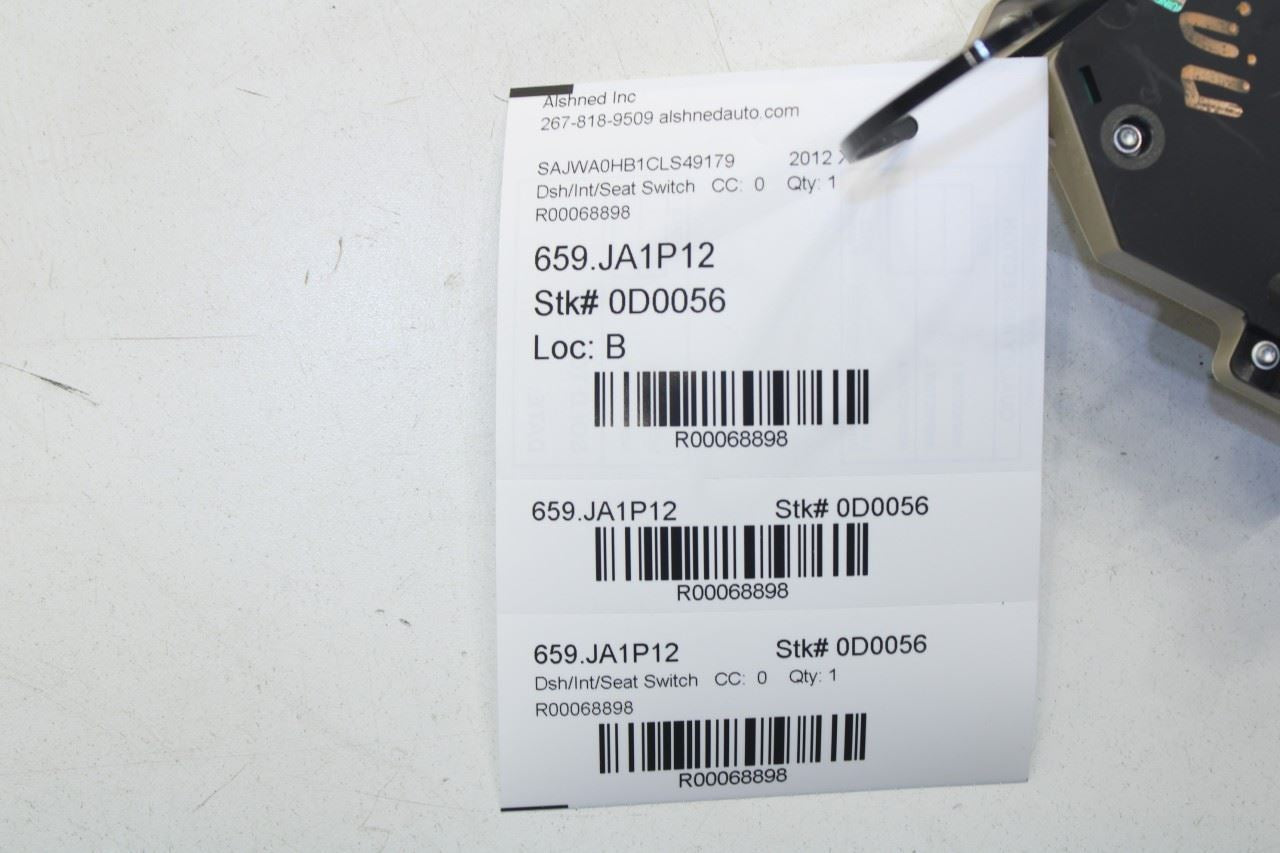 Alshned Inc
267-818-9509 alshnedauto.com
SAJWA0HB1CLS49179 2012
Dsh/Int/Seat Switch CC: 0 Qty: 1
R00068898
659.JA1P12
Stk# 0D0056
Loc: B
R00068898
659.JA1P12 Stk# 0D0056
R00068898
659.JA1P12 Stk# 0D0056
Dsh/Int/Seat Switch CC: 0 Qty: 1
R00068898
R00068898